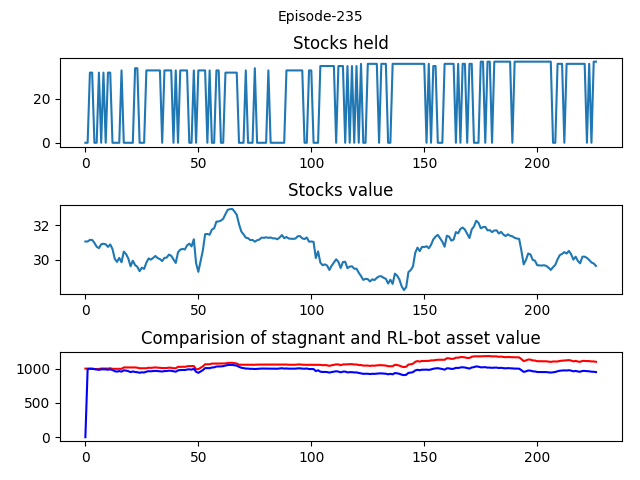 Episode-235
Stocks held
20
0
0 50 100 150 200
Stocks value
32
30
0 50 100 150 200
Comparision of stagnant and RL-bot asset value
1000
500
0
0 50 100 150 200